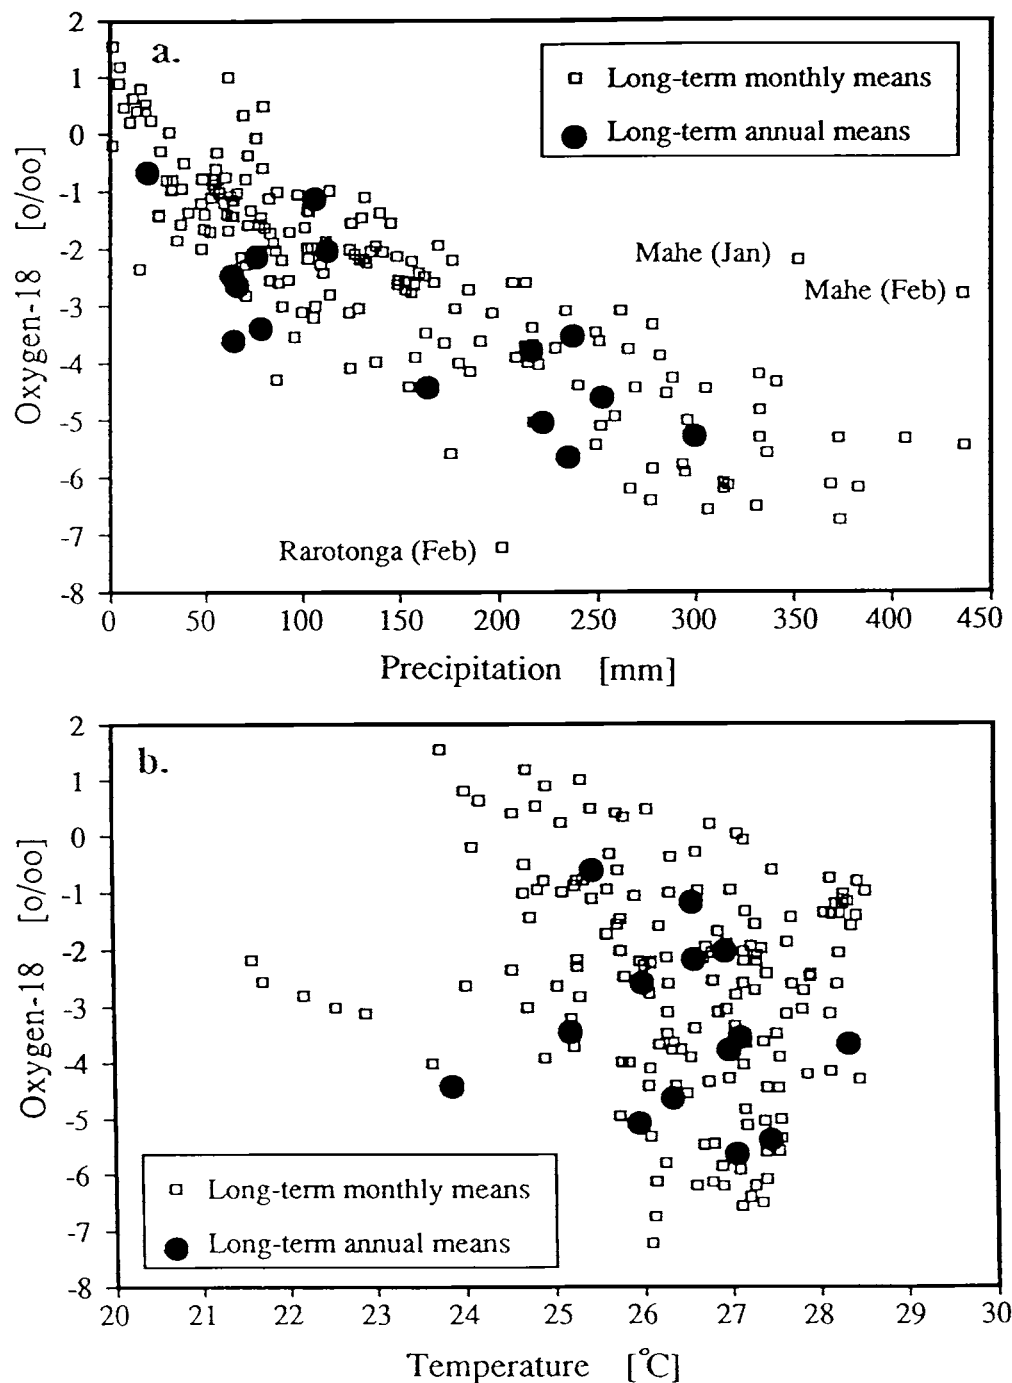 2
1
0
-1
-2
-3
-4
-5
-6
-7
-8
Oxygen-18 [o/oo]
a.
Long-term monthly means
Long-term annual means
Mahe (Jan)
Mahe (Feb)
Rarotonga (Feb)
0 50 100 150 200 250 300 350 400 450
Precipitation [mm]
2
1
0
-1
-2
-3
-4
-5
-6
-7
-8
Oxygen-18 [o/oo]
b.
Long-term monthly means
Long-term annual means
20 21 22 23 24 25 26 27 28 29 30
Temperature [°C]